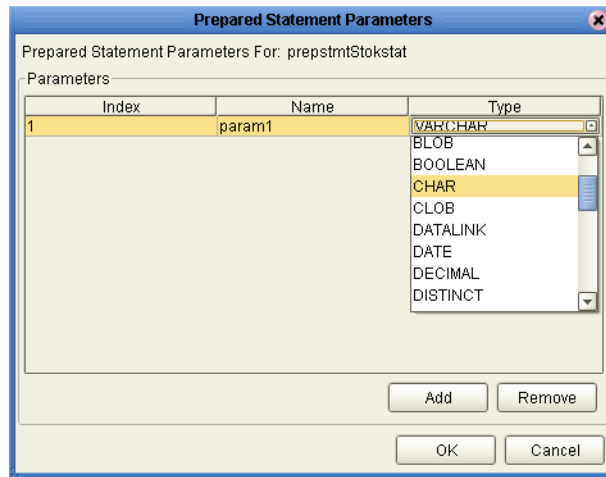 Prepared Statement Parameters
Prepared Statement Parameters For: prepstmtStokstat
Parameters
Index Name Type
1 param1 VARCHAR
BLOB
BOOLEAN
CHAR
CLOB
DATALINK
DATE
DECIMAL
DISTINCT
Add Remove
OK Cancel